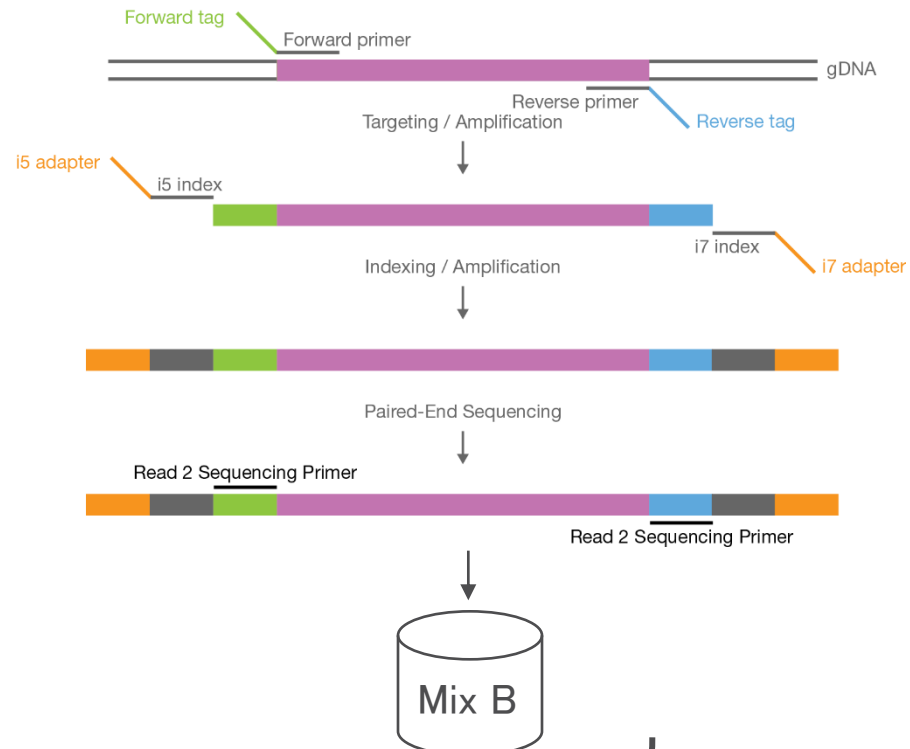 Forward tag
Forward primer
gDNA
Reverse primer
Targeting / Amplification
Reverse tag
i5 adapter
i5 index
i7 index
i7 adapter
Indexing / Amplification
Paired-End Sequencing
Read 2 Sequencing Primer
Read 2 Sequencing Primer
Mix B